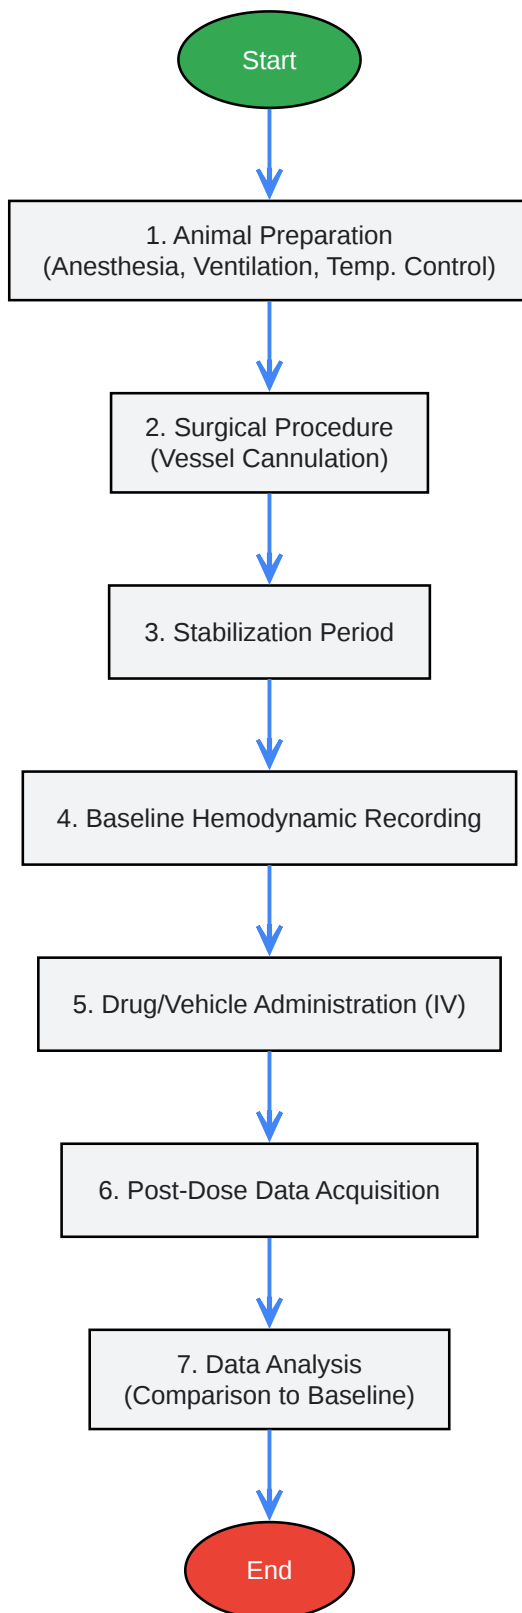 Start
1. Animal Preparation
(Anesthesia, Ventilation, Temp. Control)
2. Surgical Procedure
(Vessel Cannulation)
3. Stabilization Period
4. Baseline Hemodynamic Recording
5. Drug/Vehicle Administration (IV)
6. Post-Dose Data Acquisition
7. Data Analysis
(Comparison to Baseline)
End